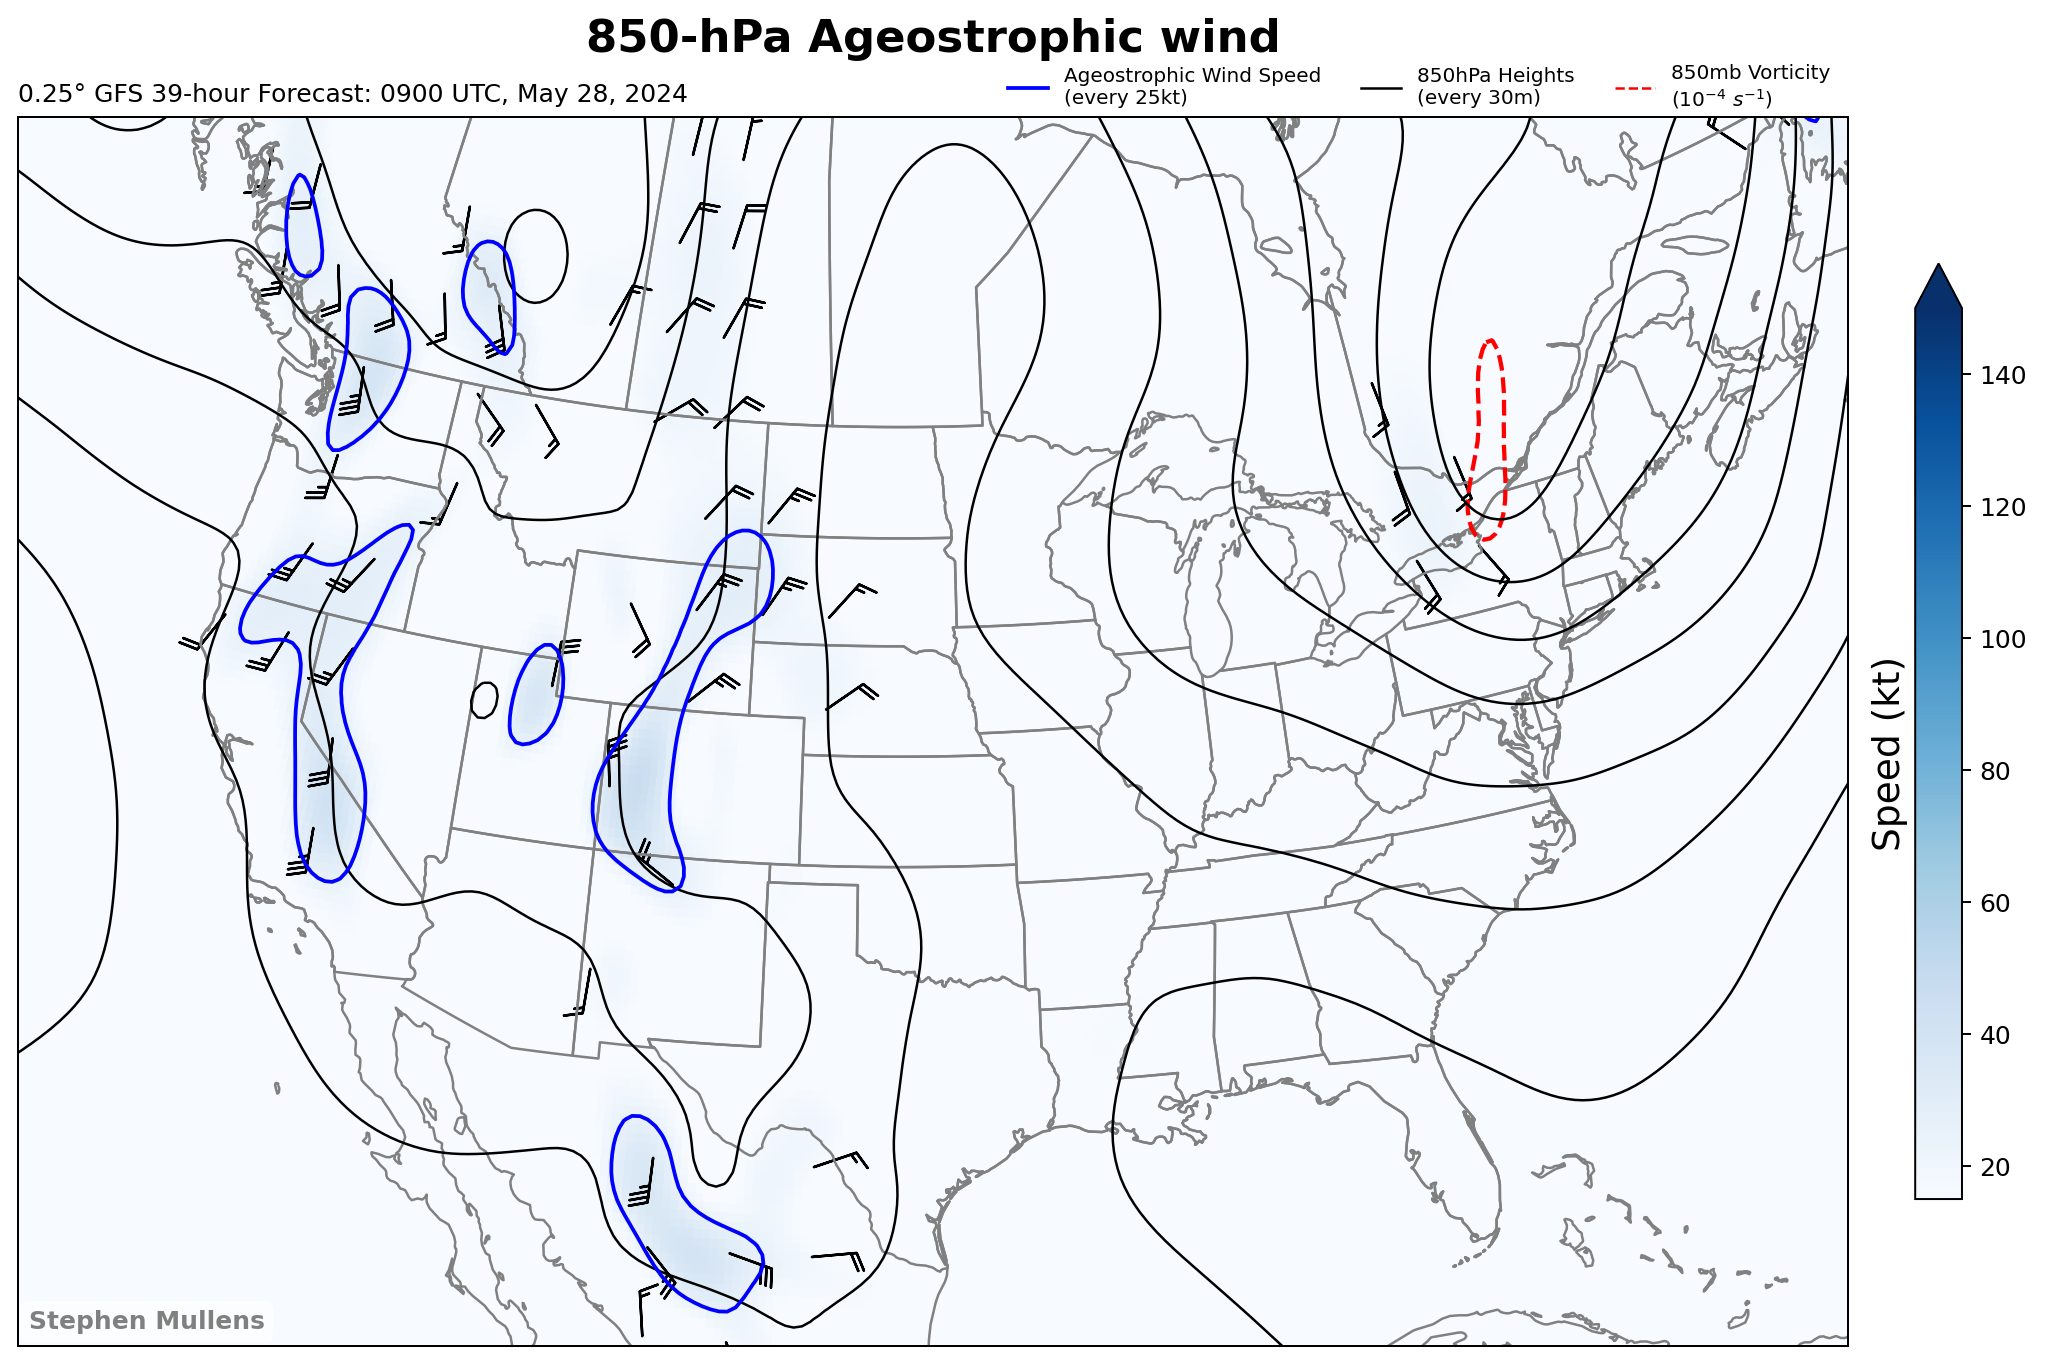 850-hPa Ageostrophic wind
0.25° GFS 39-hour Forecast: 0900 UTC, May 28, 2024
Ageostrophic Wind Speed
(every 25kt)
850hPa Heights
(every 30m)
850mb Vorticity
(10⁻⁴ s⁻¹)
140
120
100
80
60
40
20
Speed (kt)
Stephen Mullens